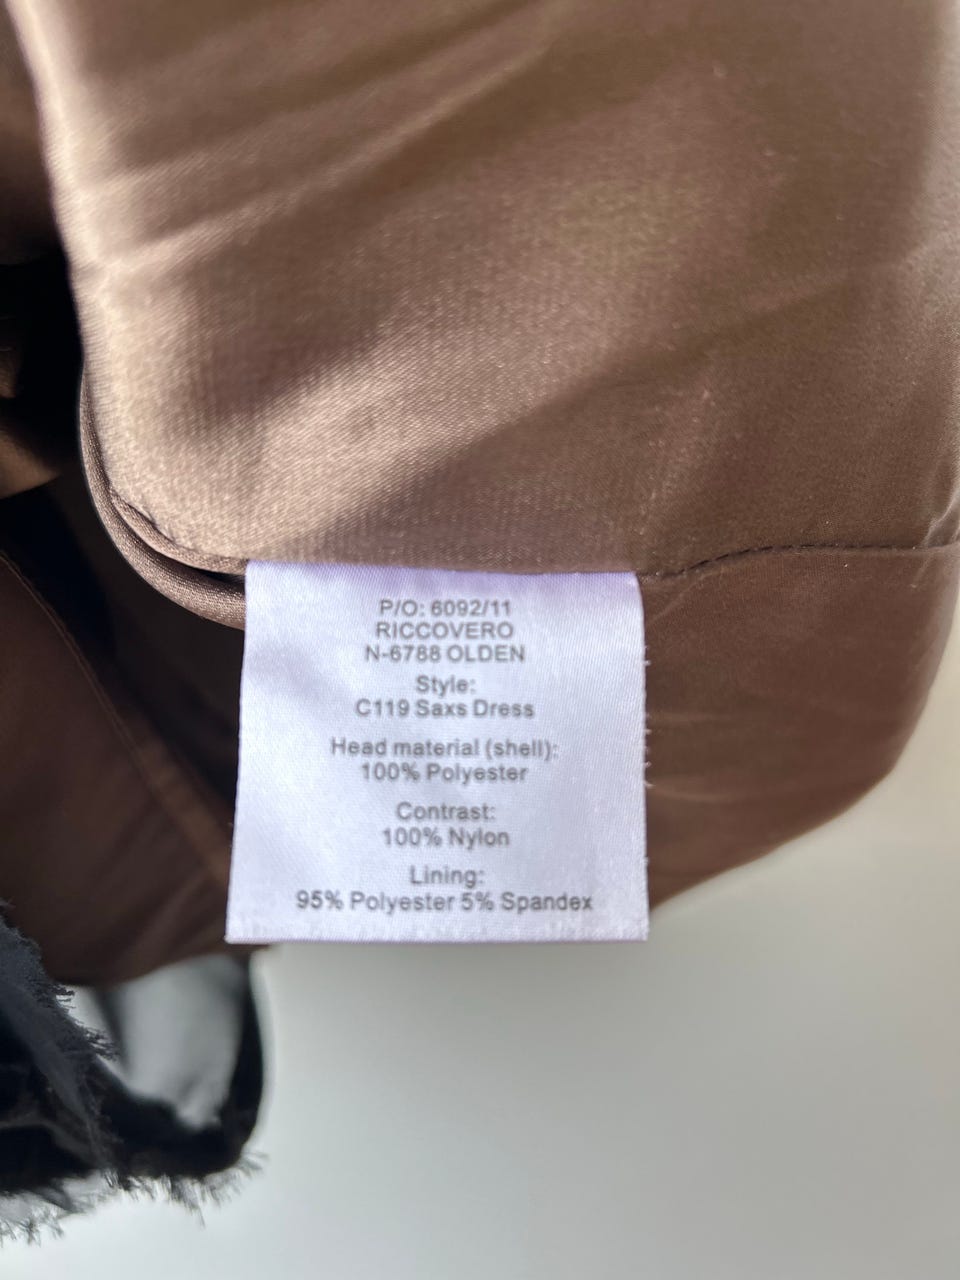 P/O: 6092/11
RICCOVERO
N-6788 OLDEN
Style:
C119 Saxs Dress
Head material (shell):
100% Polyester
Contrast:
100% Nylon
Lining:
95% Polyester 5% Spandex